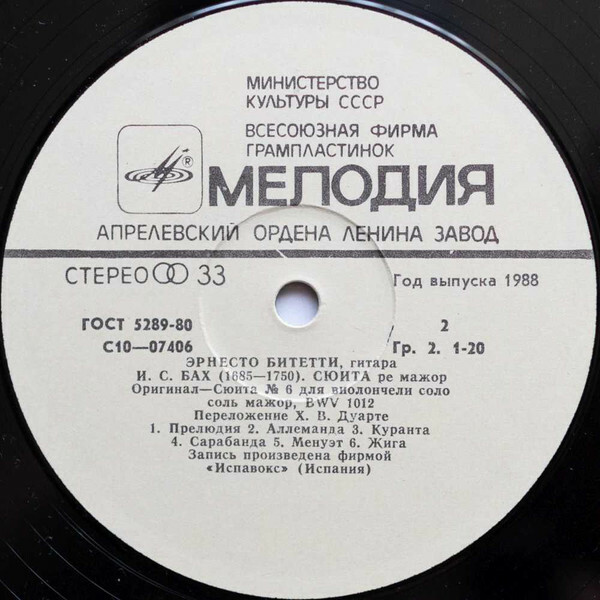 МИНИСТЕРСТВО
КУЛЬТУРЫ СССР
ВСЕСОЮЗНАЯ ФИРМА
ГРАМПЛАСТИНОК
®
МЕЛОДИЯ
АПРЕЛЕВСКИЙ ОРДЕНА ЛЕНИНА ЗАВОД
СТЕРЕО 33
Год выпуска 1988
ГОСТ 5289-80
2
С10—07406
Гр. 2. 1-20
ЭРНЕСТО БИТЕТТИ, гитара
И. С. БАХ (1685—1750). СЮИТА ре мажор
Оригинал—Сюита № 6 для виолончели соло
соль мажор, BWV 1012
Переложение Х. В. Дуарте
1. Прелюдия 2. Аллеманда 3. Куранта
4. Сарабанда 5. Менуэт 6. Жига
Запись произведена фирмой
«Испавокс» (Испания)